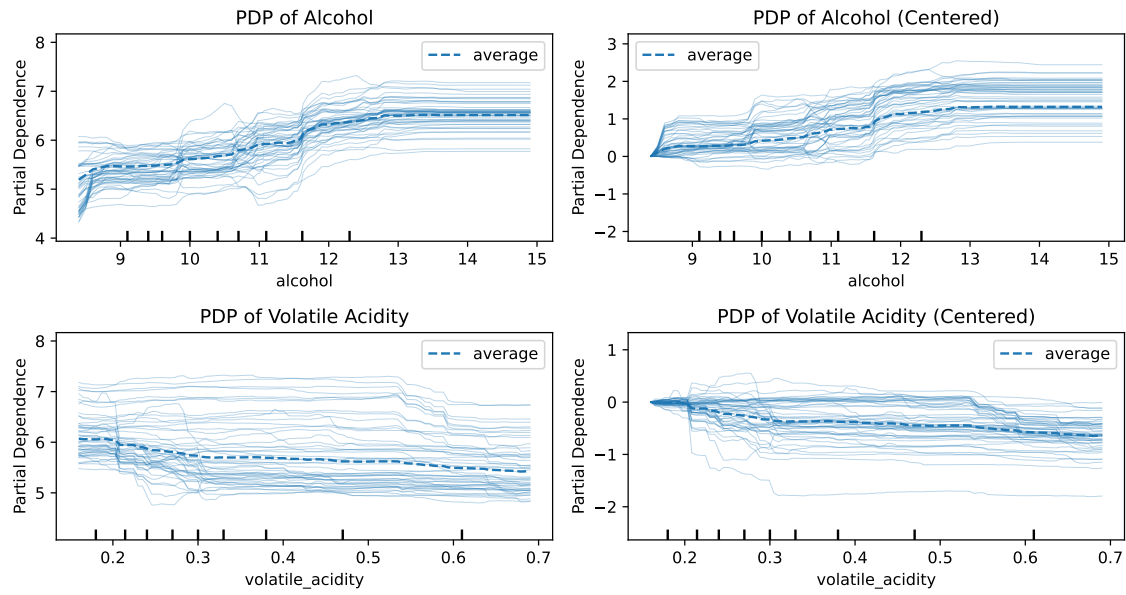 PDP of Alcohol
8
7
6
5
4
Partial Dependence
average
9 10 11 12 13 14 15
alcohol
PDP of Alcohol (Centered)
3
2
1
0
−1
−2
Partial Dependence
average
9 10 11 12 13 14 15
alcohol
PDP of Volatile Acidity
8
7
6
5
Partial Dependence
average
0.2 0.3 0.4 0.5 0.6 0.7
volatile_acidity
PDP of Volatile Acidity (Centered)
1
0
−1
−2
Partial Dependence
average
0.2 0.3 0.4 0.5 0.6 0.7
volatile_acidity